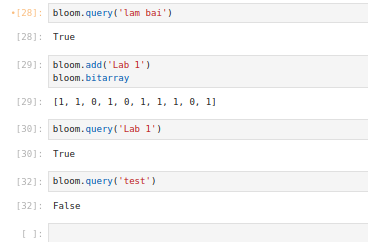 •[28]: bloom.query('lam bai')
[28]: True
[29]: bloom.add('Lab 1')
bloom.bitarray
[29]: [1, 1, 0, 1, 0, 1, 1, 1, 0, 1]
[30]: bloom.query('Lab 1')
[30]: True
[32]: bloom.query('test')
[32]: False
[ ]: